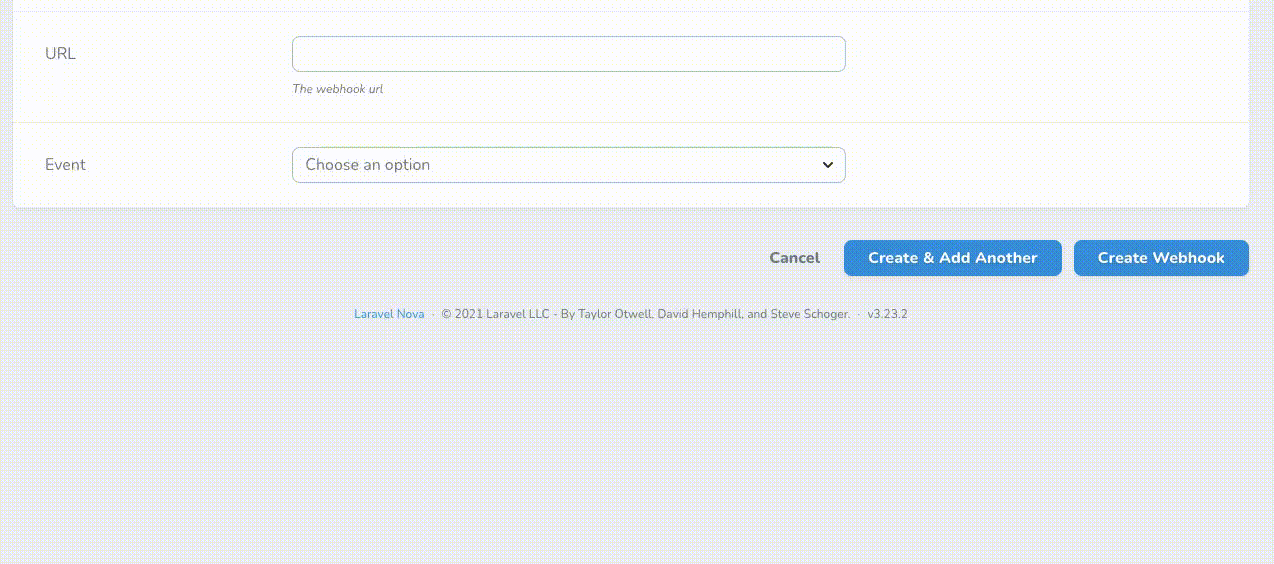 URL
The webhook url
Event
Choose an option
Cancel
Create & Add Another
Create Webhook
Laravel Nova · © 2021 Laravel LLC - By Taylor Otwell, David Hemphill, and Steve Schoger. · v3.23.2